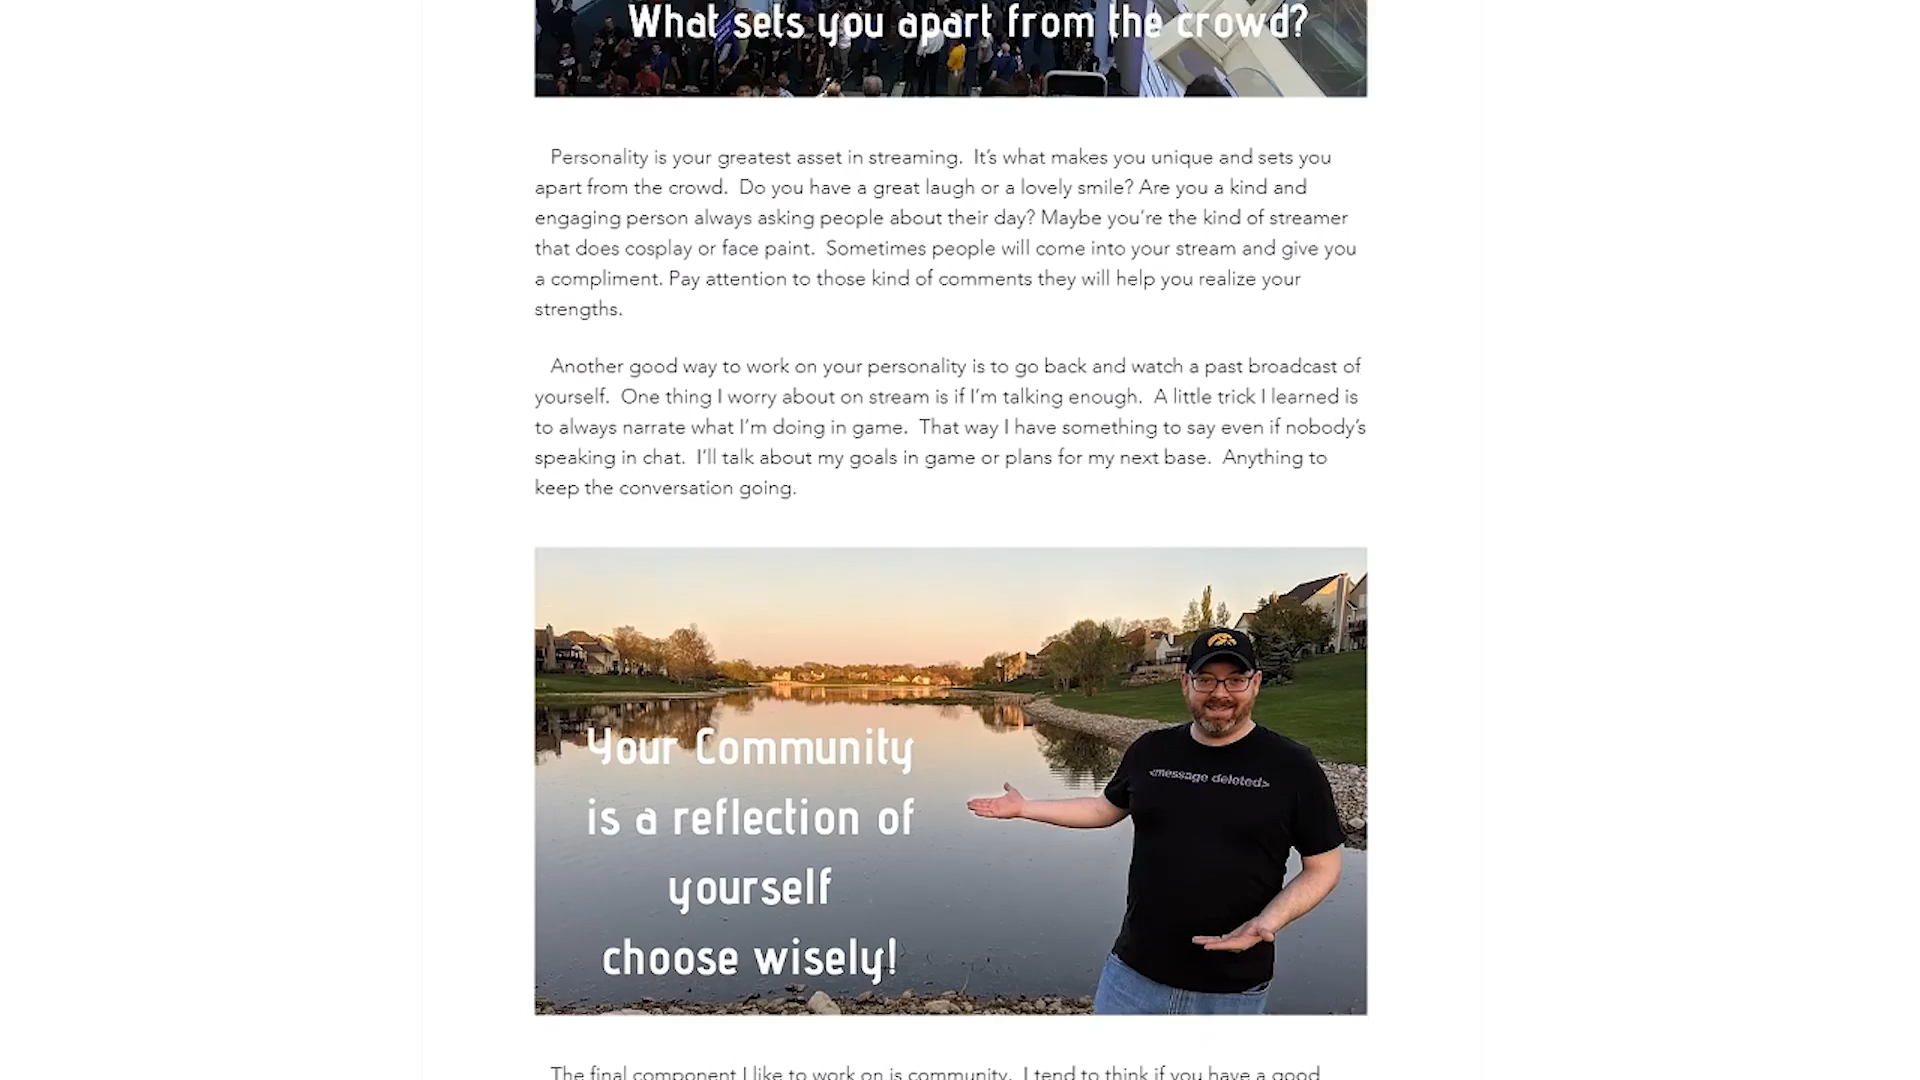 What sets you apart from the crowd?
Personality is your greatest asset in streaming.  It's what makes you unique and sets you
apart from the crowd.  Do you have a great laugh or a lovely smile? Are you a kind and
engaging person always asking people about their day? Maybe you're the kind of streamer
that does cosplay or face paint.  Sometimes people will come into your stream and give you
a compliment. Pay attention to those kind of comments they will help you realize your
strengths.
Another good way to work on your personality is to go back and watch a past broadcast of
yourself.  One thing I worry about on stream is if I'm talking enough.  A little trick I learned is
to always narrate what I'm doing in game.  That way I have something to say even if nobody's
speaking in chat.  I'll talk about my goals in game or plans for my next base.  Anything to
keep the conversation going.
Your Community
is a reflection of
yourself
choose wisely!
<message deleted>
The final component I like to work on is community.  I tend to think if you have a good